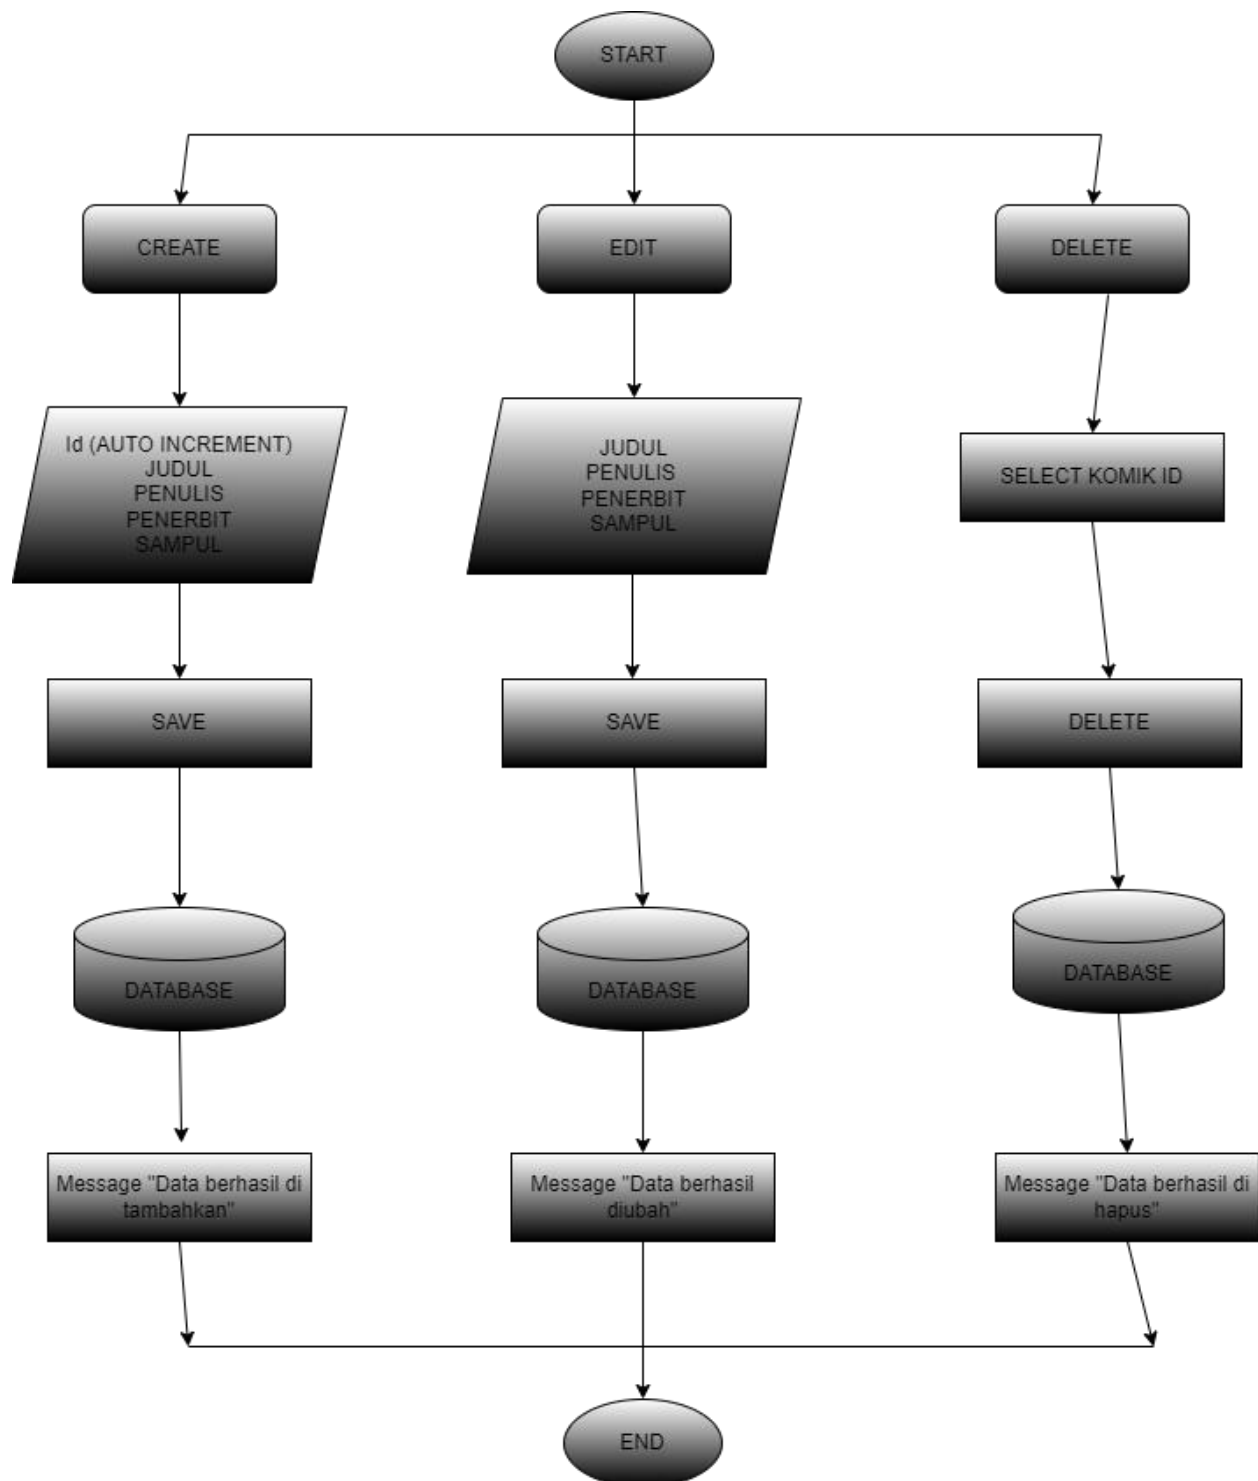 START
CREATE
EDIT
DELETE
Id (AUTO INCREMENT)
JUDUL
PENULIS
PENERBIT
SAMPUL
JUDUL
PENULIS
PENERBIT
SAMPUL
SELECT KOMIK ID
SAVE
SAVE
DELETE
DATABASE
DATABASE
DATABASE
Message "Data berhasil di
tambahkan"
Message "Data berhasil
diubah"
Message "Data berhasil di
hapus"
END